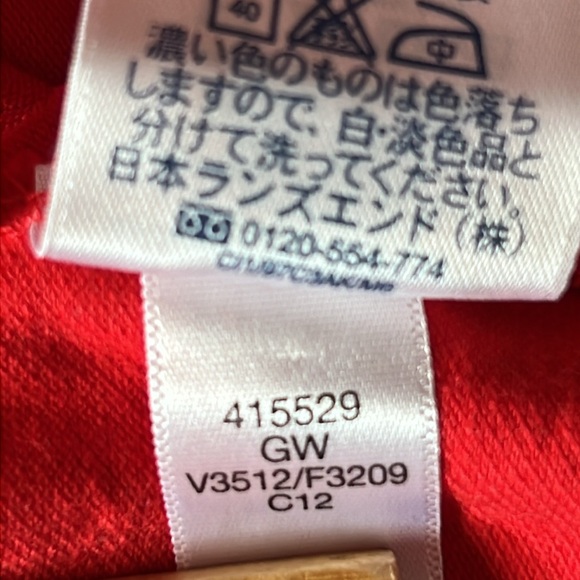 40
中
濃い色のものは色落ち
しますので、白・淡色品と
分けて洗ってください。
日本ランズエンド(株)
0120-554-774
415529
GW
V3512/F3209
C12